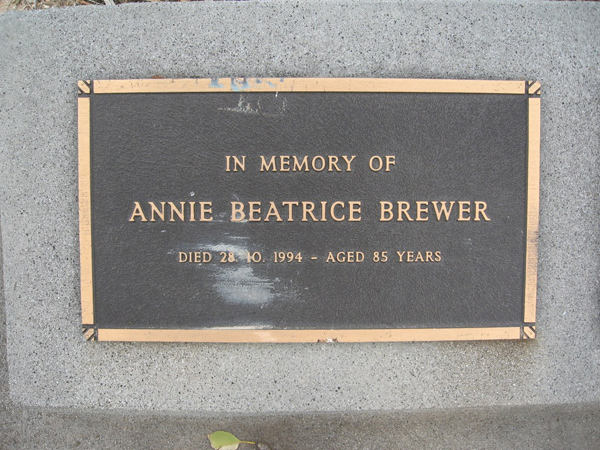 IN MEMORY OF
ANNIE BEATRICE BREWER
DIED 28. 10. 1994 - AGED 85 YEARS